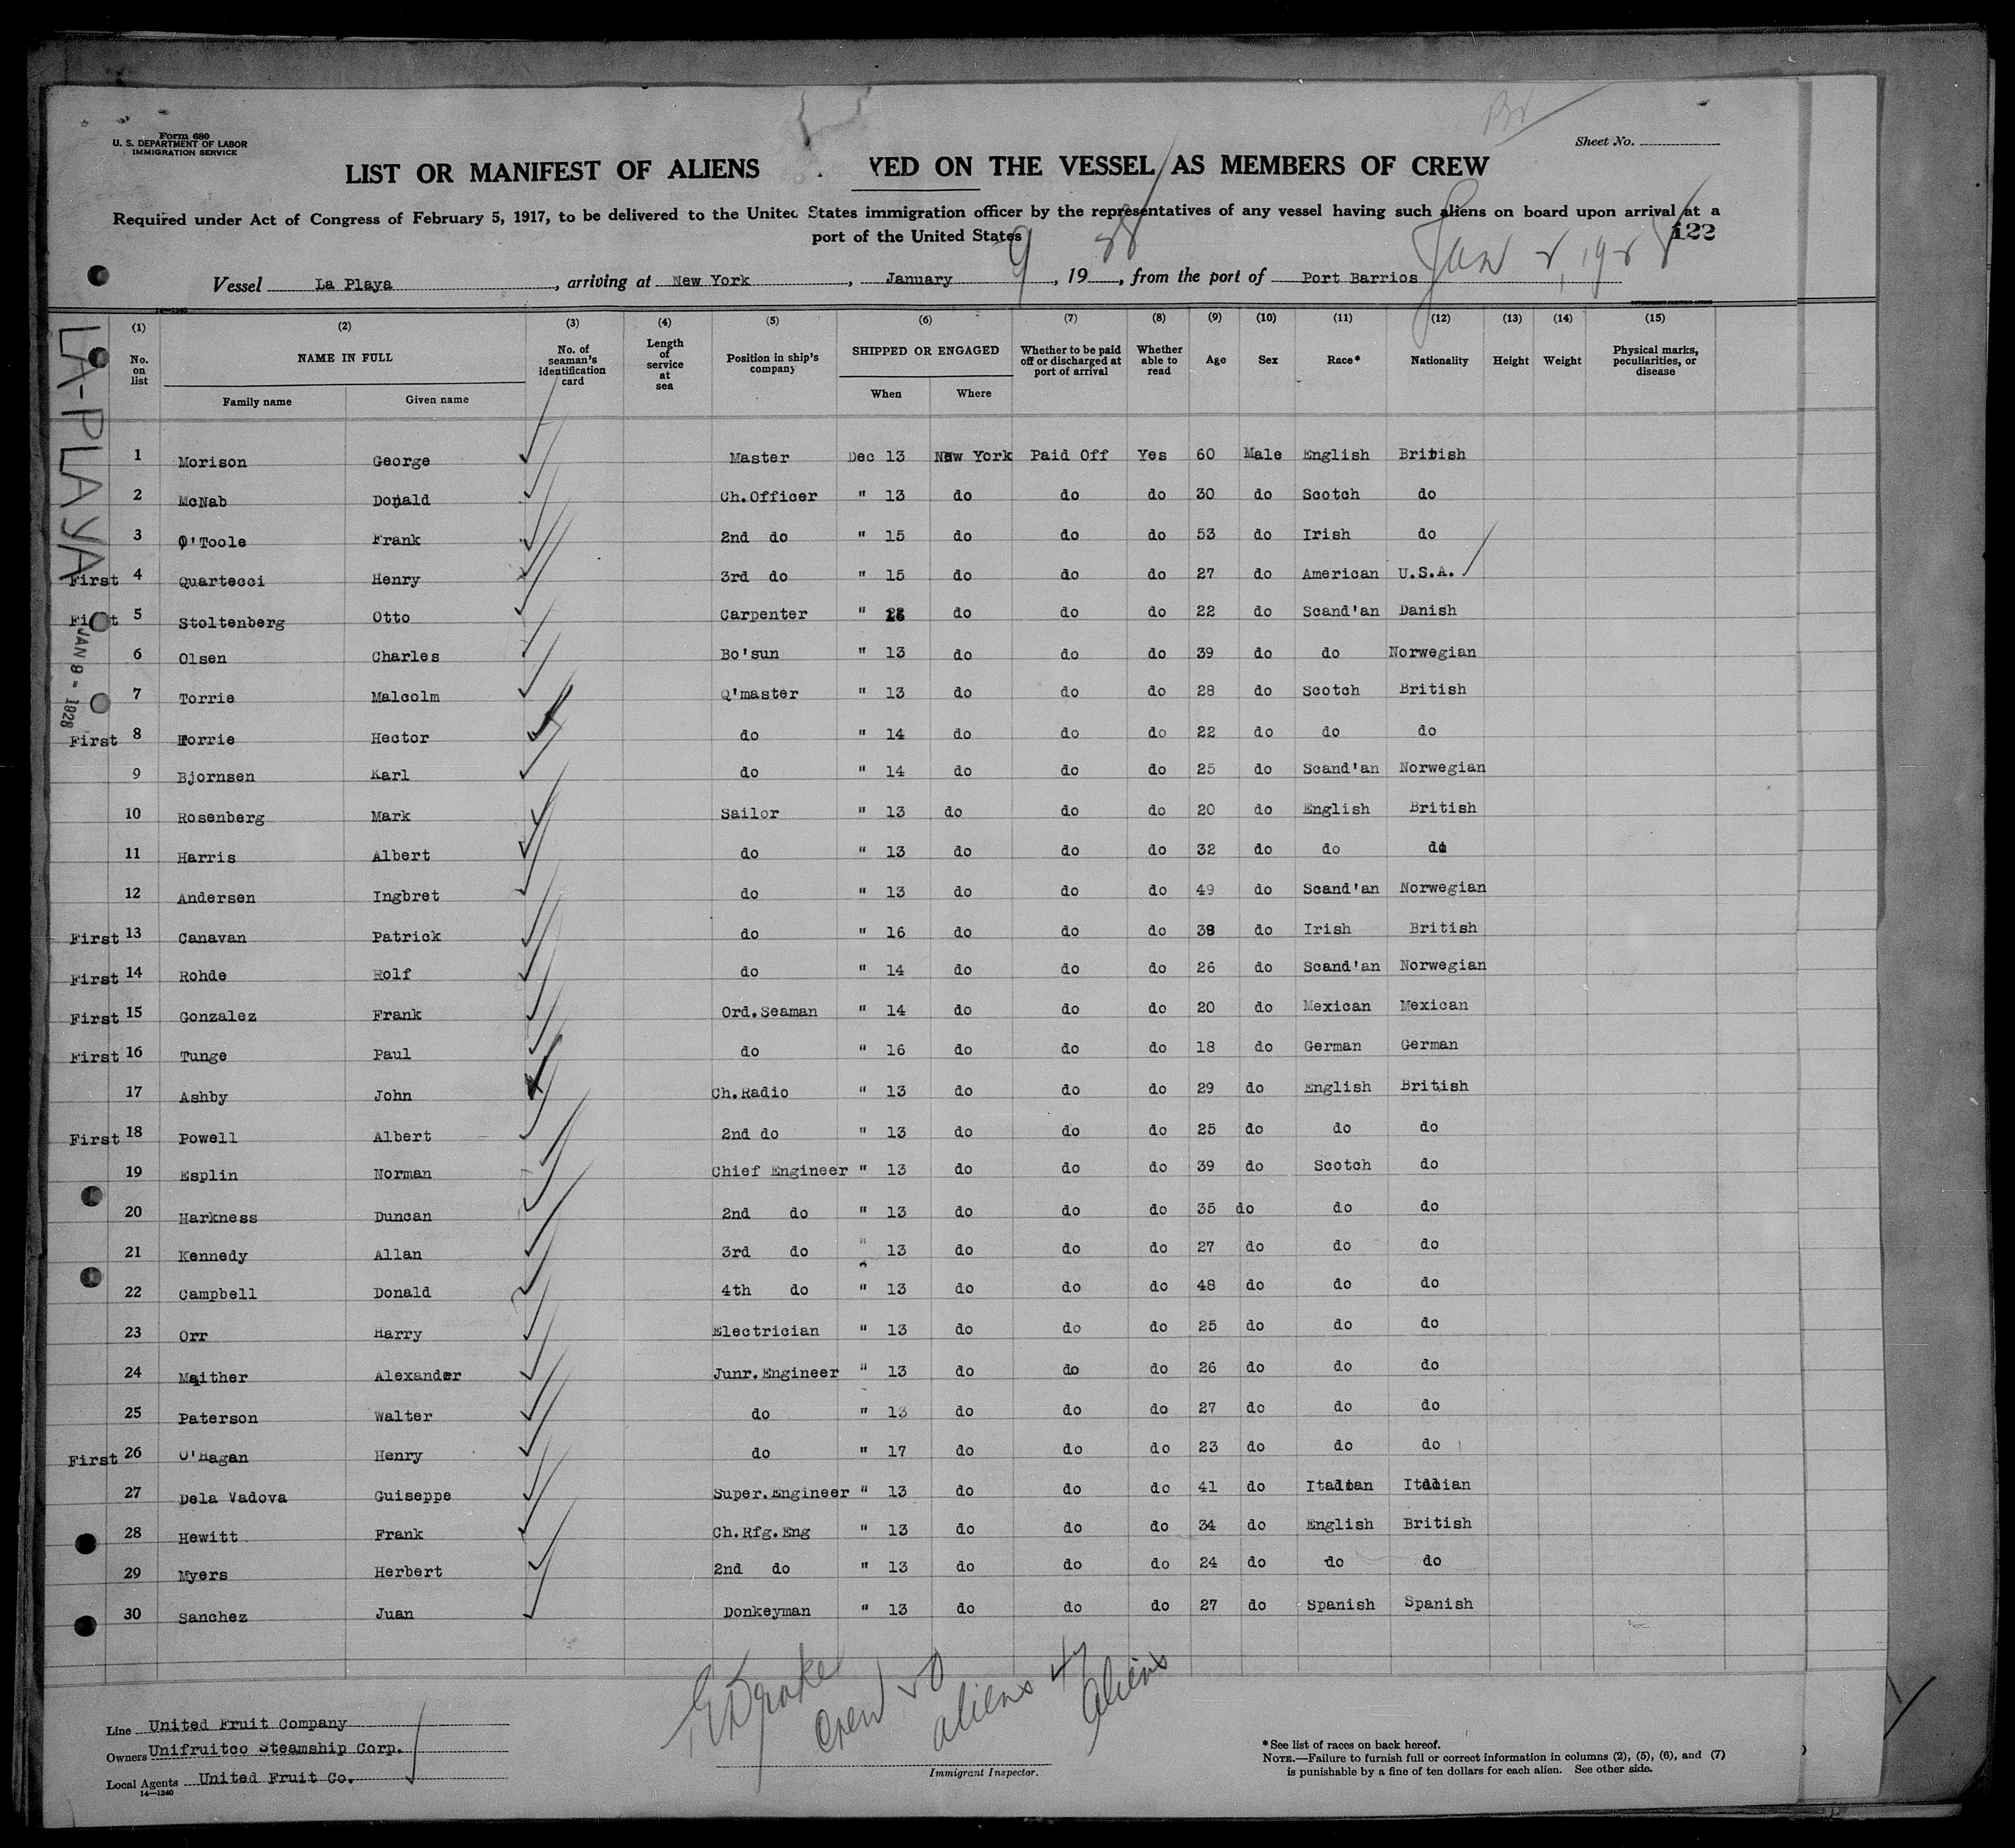 Form 680
U. S. DEPARTMENT OF LABOR
IMMIGRATION SERVICE
Sheet No.
LIST OR MANIFEST OF ALIENS YED ON THE VESSEL AS MEMBERS OF CREW
Required under Act of Congress of February 5, 1917, to be delivered to the United States immigration officer by the representatives of any vessel having such aliens on board upon arrival at a
port of the United States
122
Vessel La Playa, arriving at New York, January 9, 1928, from the port of Port Barrios
LA-PLAYA
JAN 8 - 1928
(1) (2) (3) (4) (5) (6) (7) (8) (9) (10) (11) (12) (13) (14) (15)
No. on list NAME IN FULL Family name Given name No. of seaman's identification card Length of service at sea Position in ship's company SHIPPED OR ENGAGED When Where Whether to be paid off or discharged at port of arrival Whether able to read Age Sex Race* Nationality Height Weight Physical marks, peculiarities, or disease
1 Morison George Master Dec 13 New York Paid Off Yes 60 Male English British
2 McNab Donald Ch.Officer " 13 do do do 30 do Scotch do
3 O'Toole Frank 2nd do " 15 do do do 53 do Irish do
First 4 Quartecci Henry 3rd do " 15 do do do 27 do American U.S.A.
First 5 Stoltenberg Otto Carpenter " do do do 22 do Scand'an Danish
6 Olsen Charles Bo'sun " 13 do do do 39 do do Norwegian
7 Torrie Malcolm Q'master " 13 do do do 28 do Scotch British
First 8 Torrie Hector do " 14 do do do 22 do do do
9 Bjornsen Karl do " 14 do do do 25 do Scand'an Norwegian
10 Rosenberg Mark Sailor " 13 do do do 20 do English British
11 Harris Albert do " 13 do do do 32 do do do
12 Andersen Ingbret do " 13 do do do 49 do Scand'an Norwegian
First 13 Canavan Patrick do " 16 do do do 38 do Irish British
First 14 Rohde Rolf do " 14 do do do 26 do Scand'an Norwegian
First 15 Gonzalez Frank Ord.Seaman " 14 do do do 20 do Mexican Mexican
First 16 Tunge Paul do " 16 do do do 18 do German German
17 Ashby John Ch.Radio " 13 do do do 29 do English British
First 18 Powell Albert 2nd do " 13 do do do 25 do do do
19 Esplin Norman Chief Engineer " 13 do do do 39 do Scotch do
20 Harkness Duncan 2nd do " 13 do do do 35 do do do
21 Kennedy Allan 3rd do " 13 do do do 27 do do do
22 Campbell Donald 4th do " 13 do do do 48 do do do
23 Orr Harry Electrician " 13 do do do 25 do do do
24 Maither Alexander Junr.Engineer " 13 do do do 26 do do do
25 Paterson Walter do " 13 do do do 27 do do do
First 26 O'Hagan Henry do " 17 do do do 23 do do do
27 Dela Vadova Guiseppe Super.Engineer " 13 do do do 41 do Italian Italian
28 Hewitt Frank Ch.Rfg.Eng " 13 do do do 34 do English British
29 Myers Herbert 2nd do " 13 do do do 24 do do do
30 Sanchez Juan Donkeyman " 13 do do do 27 do Spanish Spanish
crew 50
aliens 47
aliens
Line United Fruit Company
Owners Unifruitco Steamship Corp.
Local Agents United Fruit Co.
14—1240
Immigrant Inspector.
*See list of races on back hereof.
NOTE.—Failure to furnish full or correct information in columns (2), (5), (6), and (7)
is punishable by a fine of ten dollars for each alien. See other side.